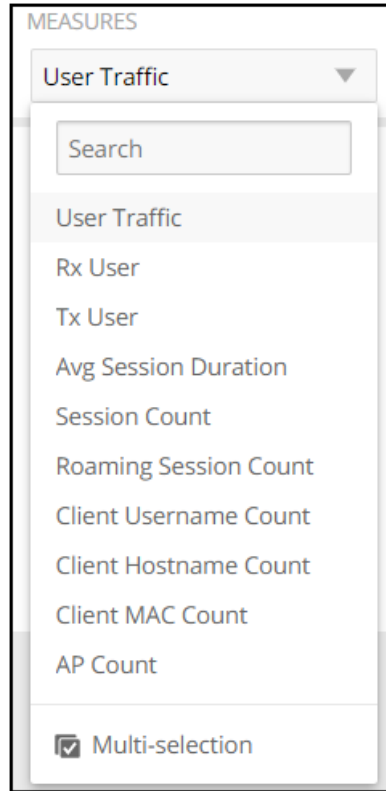 MEASURES
User Traffic
Search
User Traffic
Rx User
Tx User
Avg Session Duration
Session Count
Roaming Session Count
Client Username Count
Client Hostname Count
Client MAC Count
AP Count
Multi-selection